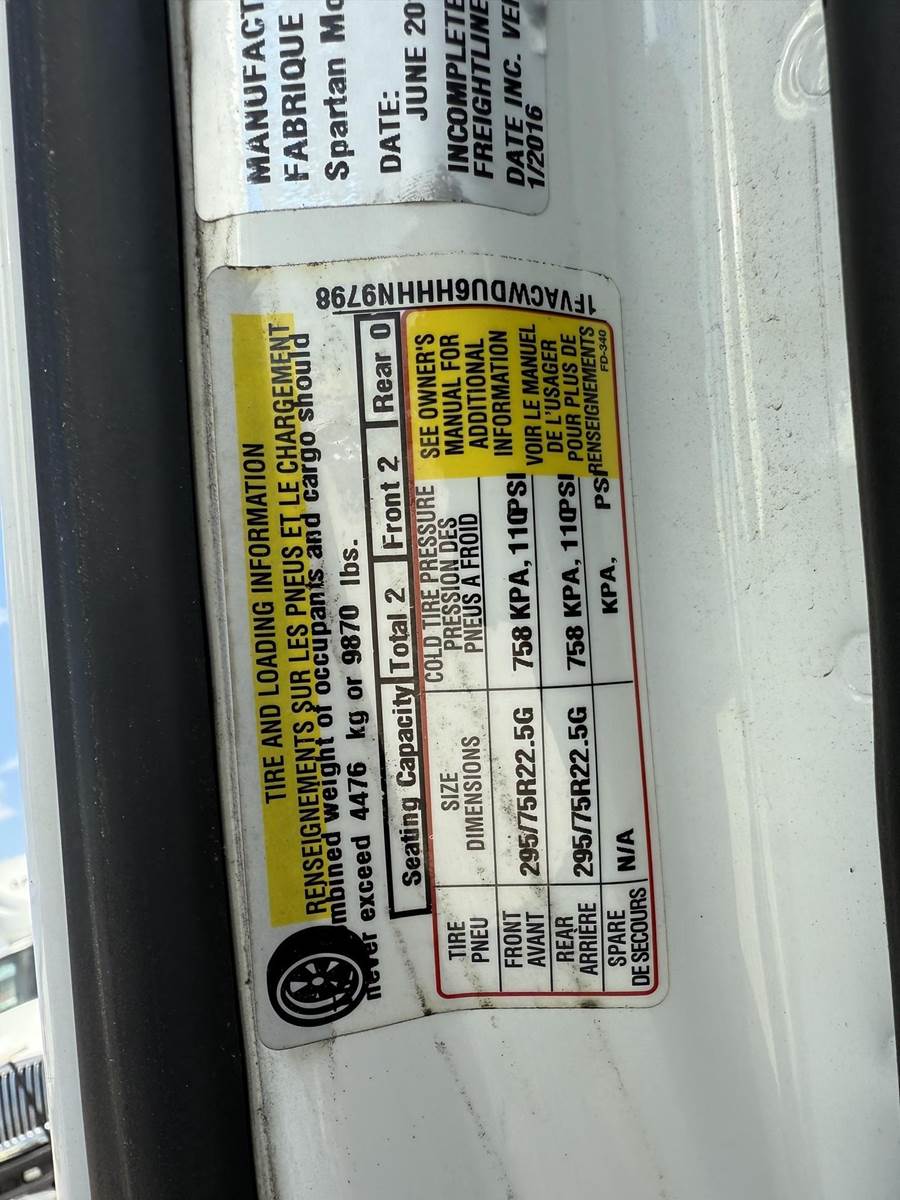 TIRE AND LOADING INFORMATION
RENSEIGNEMENTS SUR LES PNEUS ET LE CHARGEMENT
mbined weight of occupants and cargo should
never exceed 4476 kg or 9870 lbs.
Seating Capacity Total 2 Front 2 Rear 0
TIRE
PNEU
SIZE
DIMENSIONS
COLD TIRE PRESSURE
PRESSION DES
PNEUS A FROID
FRONT
AVANT
295/75R22.5G
758 KPA, 110PSI
REAR
ARRIÈRE
295/75R22.5G
758 KPA, 110PSI
SPARE
DE SECOURS
N/A
KPA, PSI
SEE OWNER'S
MANUAL FOR
ADDITIONAL
INFORMATION
VOIR LE MANUEL
DE L'USAGER
POUR PLUS DE
RENSEIGNEMENTS
FD-340
1FVACWDU6HHHN9798
MANUFACT
FABRIQUE
Spartan Mo
DATE:
JUNE 20
INCOMPLETE
FREIGHTLINE
DATE INC. VE
1/2016